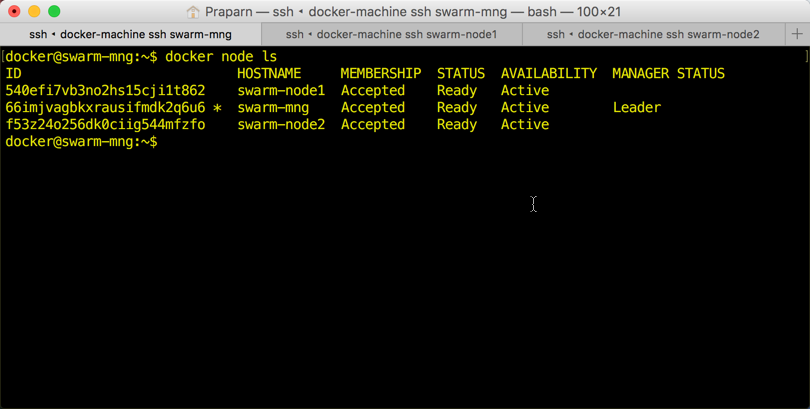 Praparn — ssh ◂ docker-machine ssh swarm-mng — bash — 100×21
ssh ◂ docker-machine ssh swarm-mng
ssh ◂ docker-machine ssh swarm-node1
ssh ◂ docker-machine ssh swarm-node2
+
[docker@swarm-mng:~$ docker node ls ]
ID HOSTNAME MEMBERSHIP STATUS AVAILABILITY MANAGER STATUS
540efi7vb3no2hs15cji1t862 swarm-node1 Accepted Ready Active
66imjvagbkxrausifmdk2q6u6 * swarm-mng Accepted Ready Active Leader
f53z24o256dk0ciig544mfzfo swarm-node2 Accepted Ready Active
docker@swarm-mng:~$